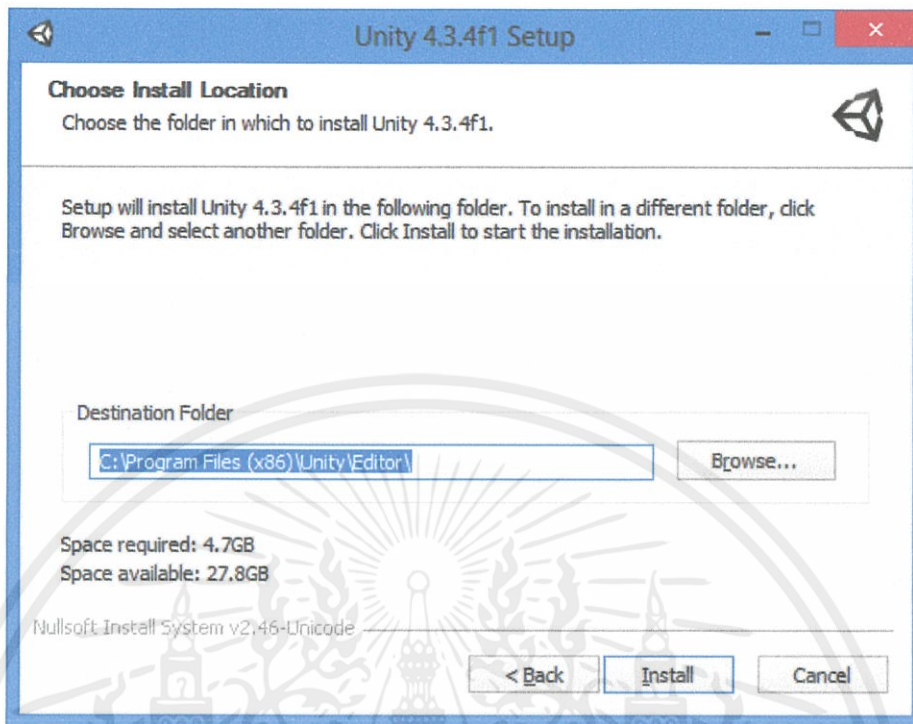 Unity 4.3.4f1 Setup
Choose Install Location
Choose the folder in which to install Unity 4.3.4f1.
Setup will install Unity 4.3.4f1 in the following folder. To install in a different folder, click
Browse and select another folder. Click Install to start the installation.
Destination Folder
C:\Program Files (x86)\Unity\Editor\
Browse...
Space required: 4.7GB
Space available: 27.8GB
Nullsoft Install System v2.46-Unicode
< Back
Install
Cancel